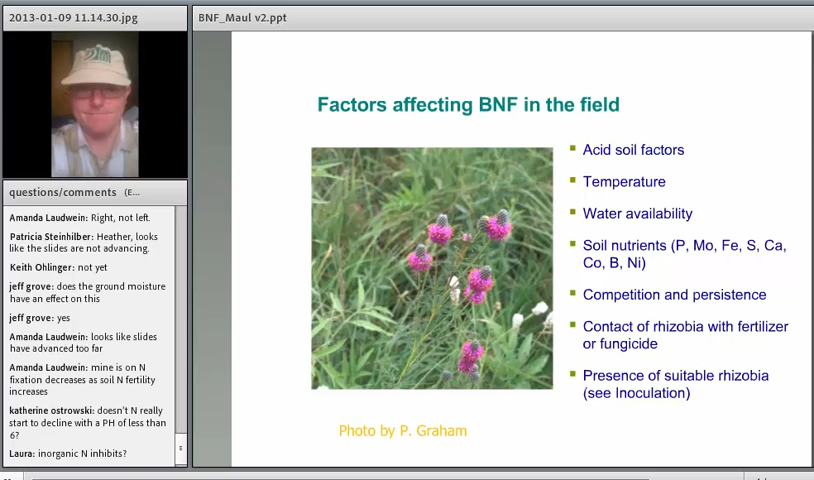 2013-01-09 11.14.30.jpg
BNF_Maul v2.ppt
questions/comments (E...
Amanda Laudwein: Right, not left.
Patricia Steinhilber: Heather, looks
like the slides are not advancing.
Keith Ohlinger: not yet
jeff grove: does the ground moisture
have an effect on this
jeff grove: yes
Amanda Laudwein: looks like slides
have advanced too far
Amanda Laudwein: mine is on N
fixation decreases as soil N fertility
increases
katherine ostrowski: doesn't N really
start to decline with a PH of less than
6?
Laura: inorganic N inhibits?
Factors affecting BNF in the field
Acid soil factors
Temperature
Water availability
Soil nutrients (P, Mo, Fe, S, Ca,
Co, B, Ni)
Competition and persistence
Contact of rhizobia with fertilizer
or fungicide
Presence of suitable rhizobia
(see Inoculation)
Photo by P. Graham